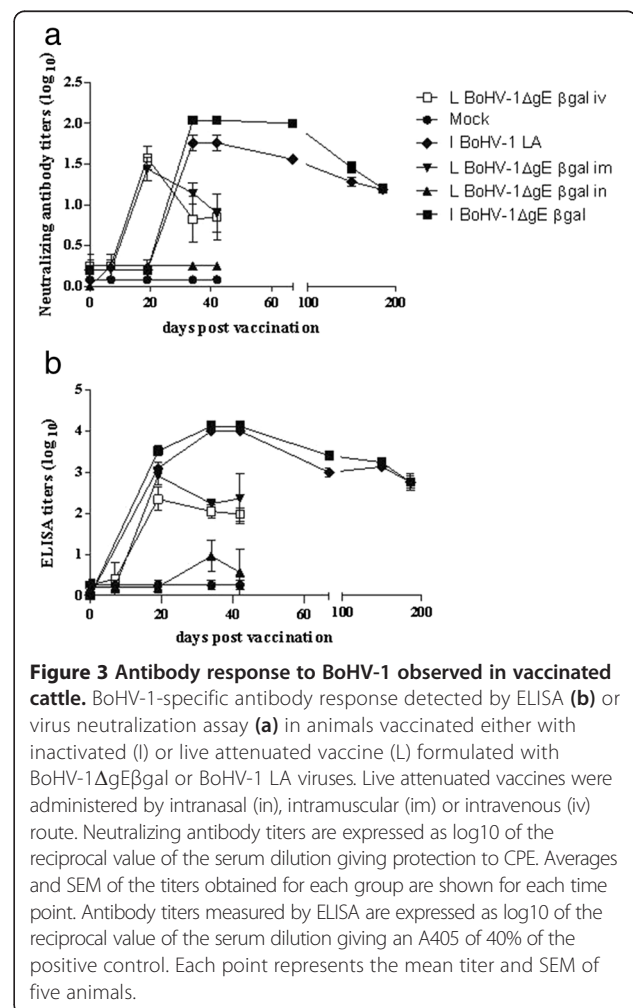 a
Neutralizing antibody titers (log10)
2.5
2.0
1.5
1.0
0.5
0.0
0 20 40 60 100 200
days post vaccination
L BoHV-1ΔgE βgal iv
Mock
I BoHV-1 LA
L BoHV-1ΔgE βgal im
L BoHV-1ΔgE βgal in
I BoHV-1ΔgE βgal
b
ELISA titers (log10)
5
4
3
2
1
0
0 20 40 60 100 200
days post vaccination
Figure 3 Antibody response to BoHV-1 observed in vaccinated
cattle. BoHV-1-specific antibody response detected by ELISA (b) or
virus neutralization assay (a) in animals vaccinated either with
inactivated (I) or live attenuated vaccine (L) formulated with
BoHV-1ΔgEβgal or BoHV-1 LA viruses. Live attenuated vaccines were
administered by intranasal (in), intramuscular (im) or intravenous (iv)
route. Neutralizing antibody titers are expressed as log10 of the
reciprocal value of the serum dilution giving protection to CPE. Averages
and SEM of the titers obtained for each group are shown for each time
point. Antibody titers measured by ELISA are expressed as log10 of the
reciprocal value of the serum dilution giving an A405 of 40% of the
positive control. Each point represents the mean titer and SEM of
five animals.